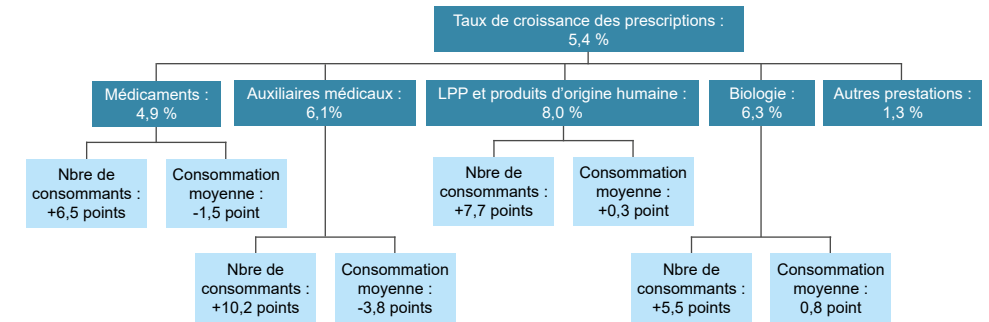 Taux de croissance des prescriptions :
5,4 %
Médicaments :
4,9 %
Auxiliaires médicaux :
6,1%
LPP et produits d’origine humaine :
8,0 %
Biologie :
6,3 %
Autres prestations :
1,3 %
Nbre de
consommants :
+6,5 points
Consommation
moyenne :
-1,5 point
Nbre de
consommants :
+7,7 points
Consommation
moyenne :
+0,3 point
Nbre de
consommants :
+10,2 points
Consommation
moyenne :
-3,8 points
Nbre de
consommants :
+5,5 points
Consommation
moyenne :
0,8 point